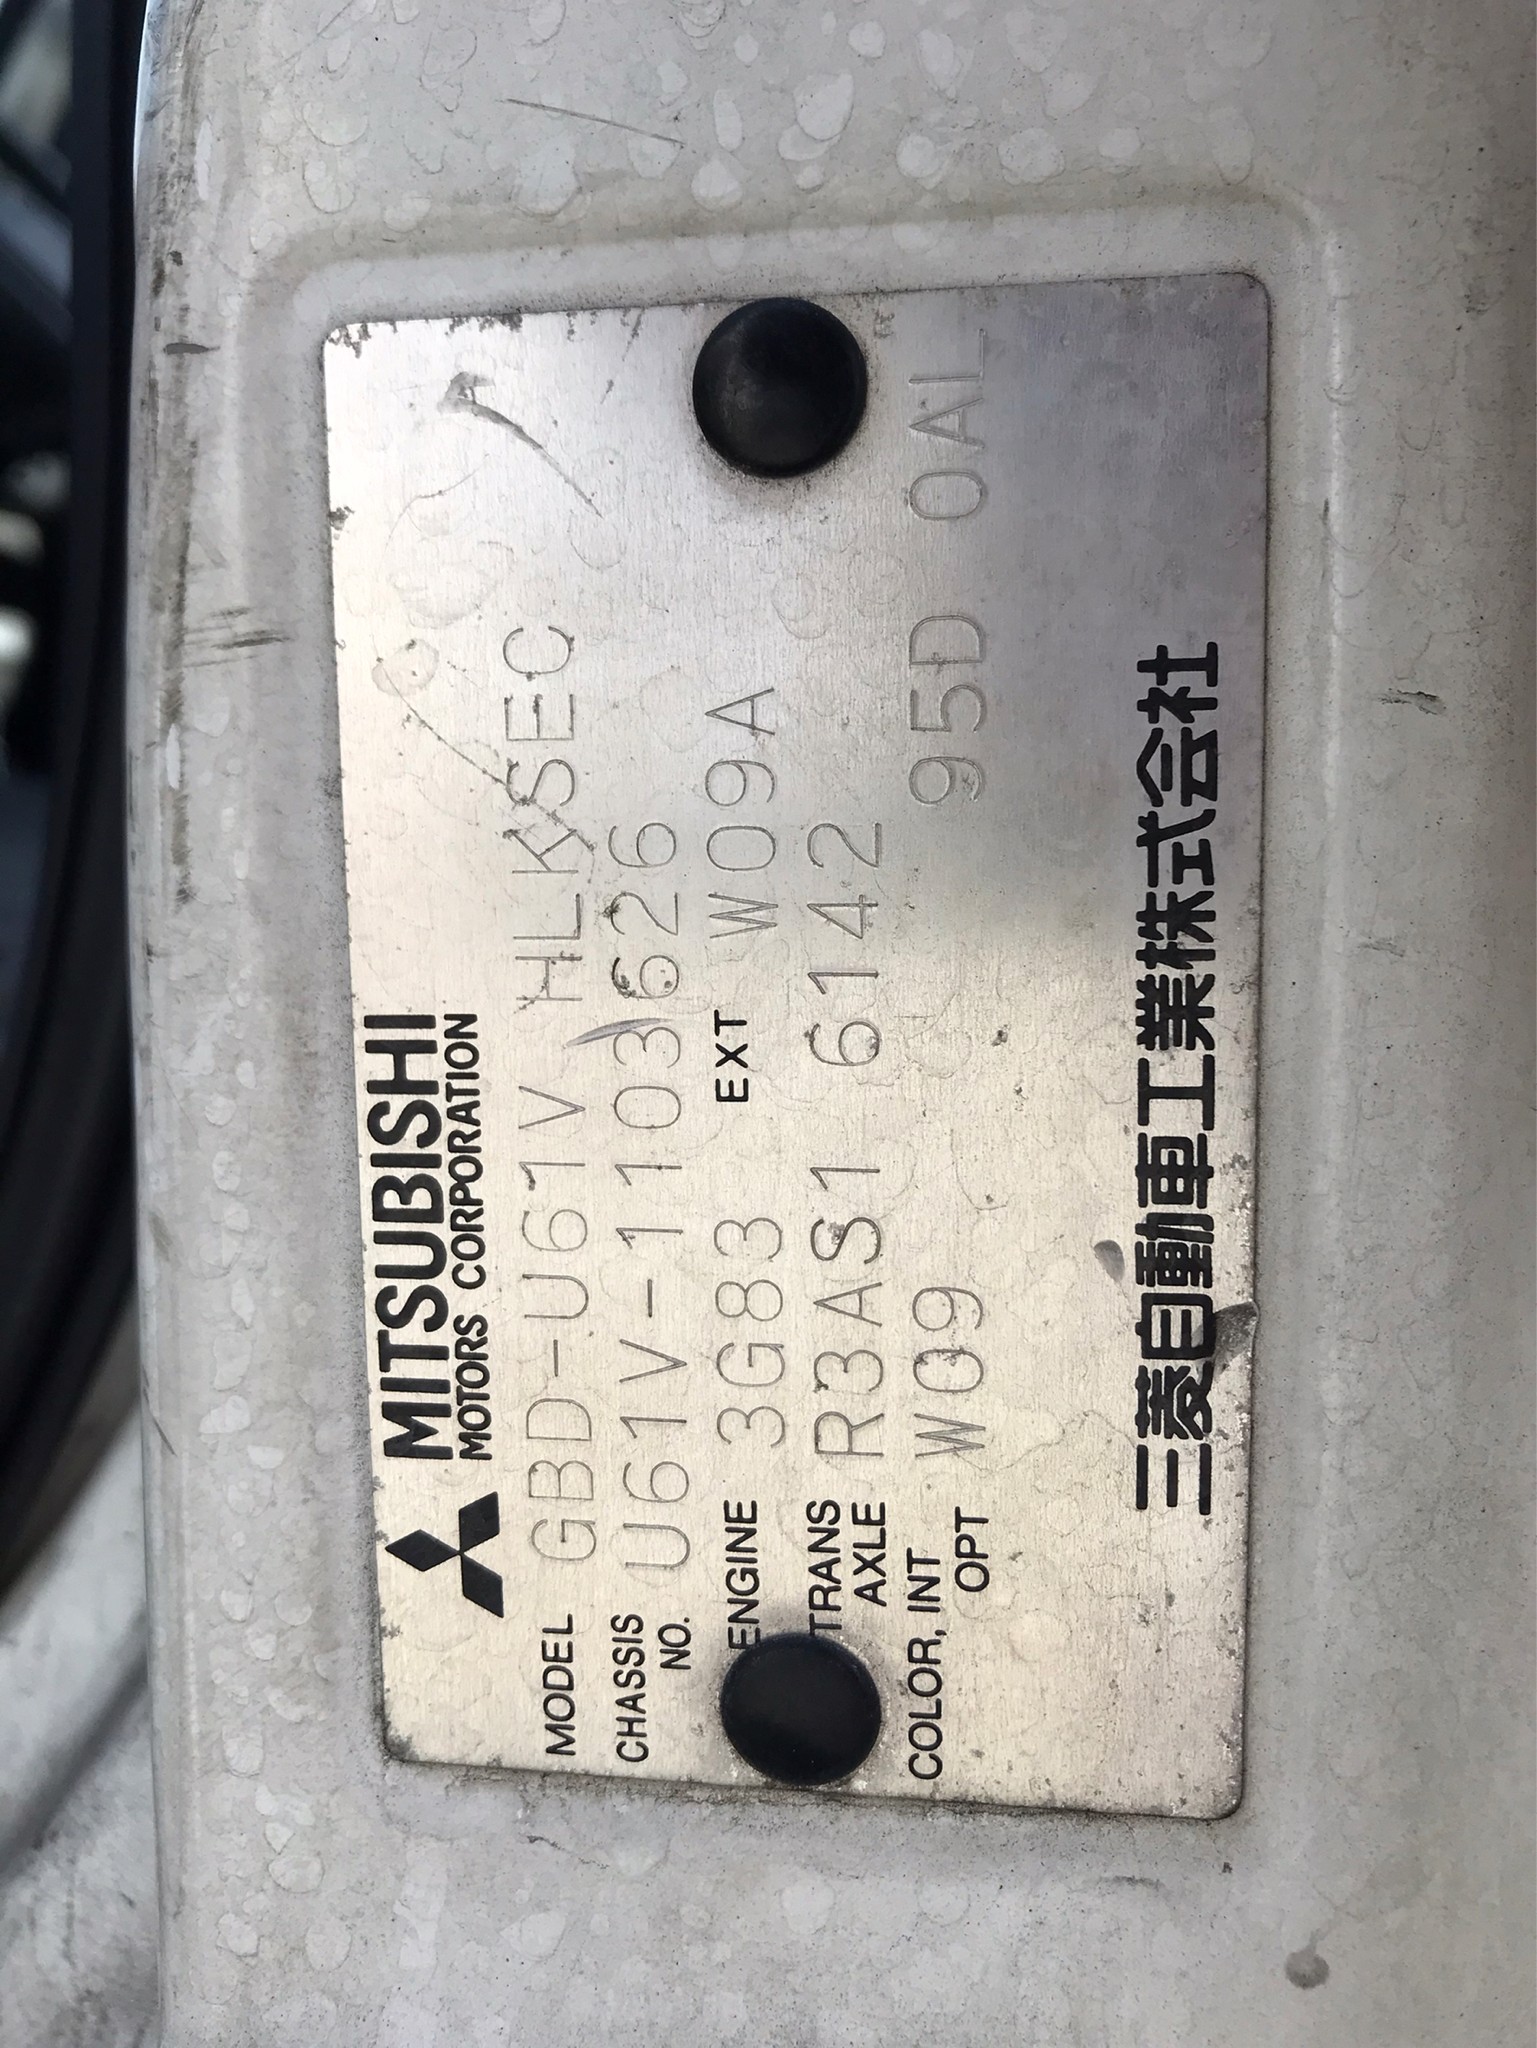 MITSUBISHI
MOTORS CORPORATION
MODEL GBD-U61V HLKSEC
CHASSIS NO. U61V-1103626
ENGINE 3G83 EXT W09A
TRANS AXLE R3AS1 6142
COLOR, INT OPT W09 95D 0AL
三菱自動車工業株式会社